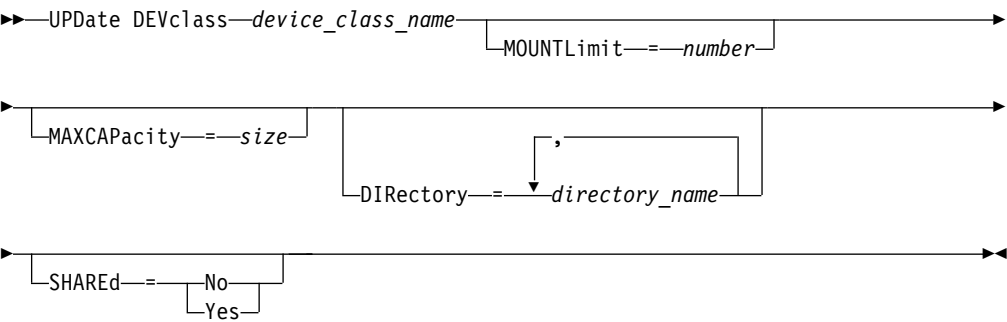 UPDate DEVclass device_class_name
MOUNTLimit = number
MAXCAPacity = size
,
DIRectory = directory_name
SHAREd = No
Yes